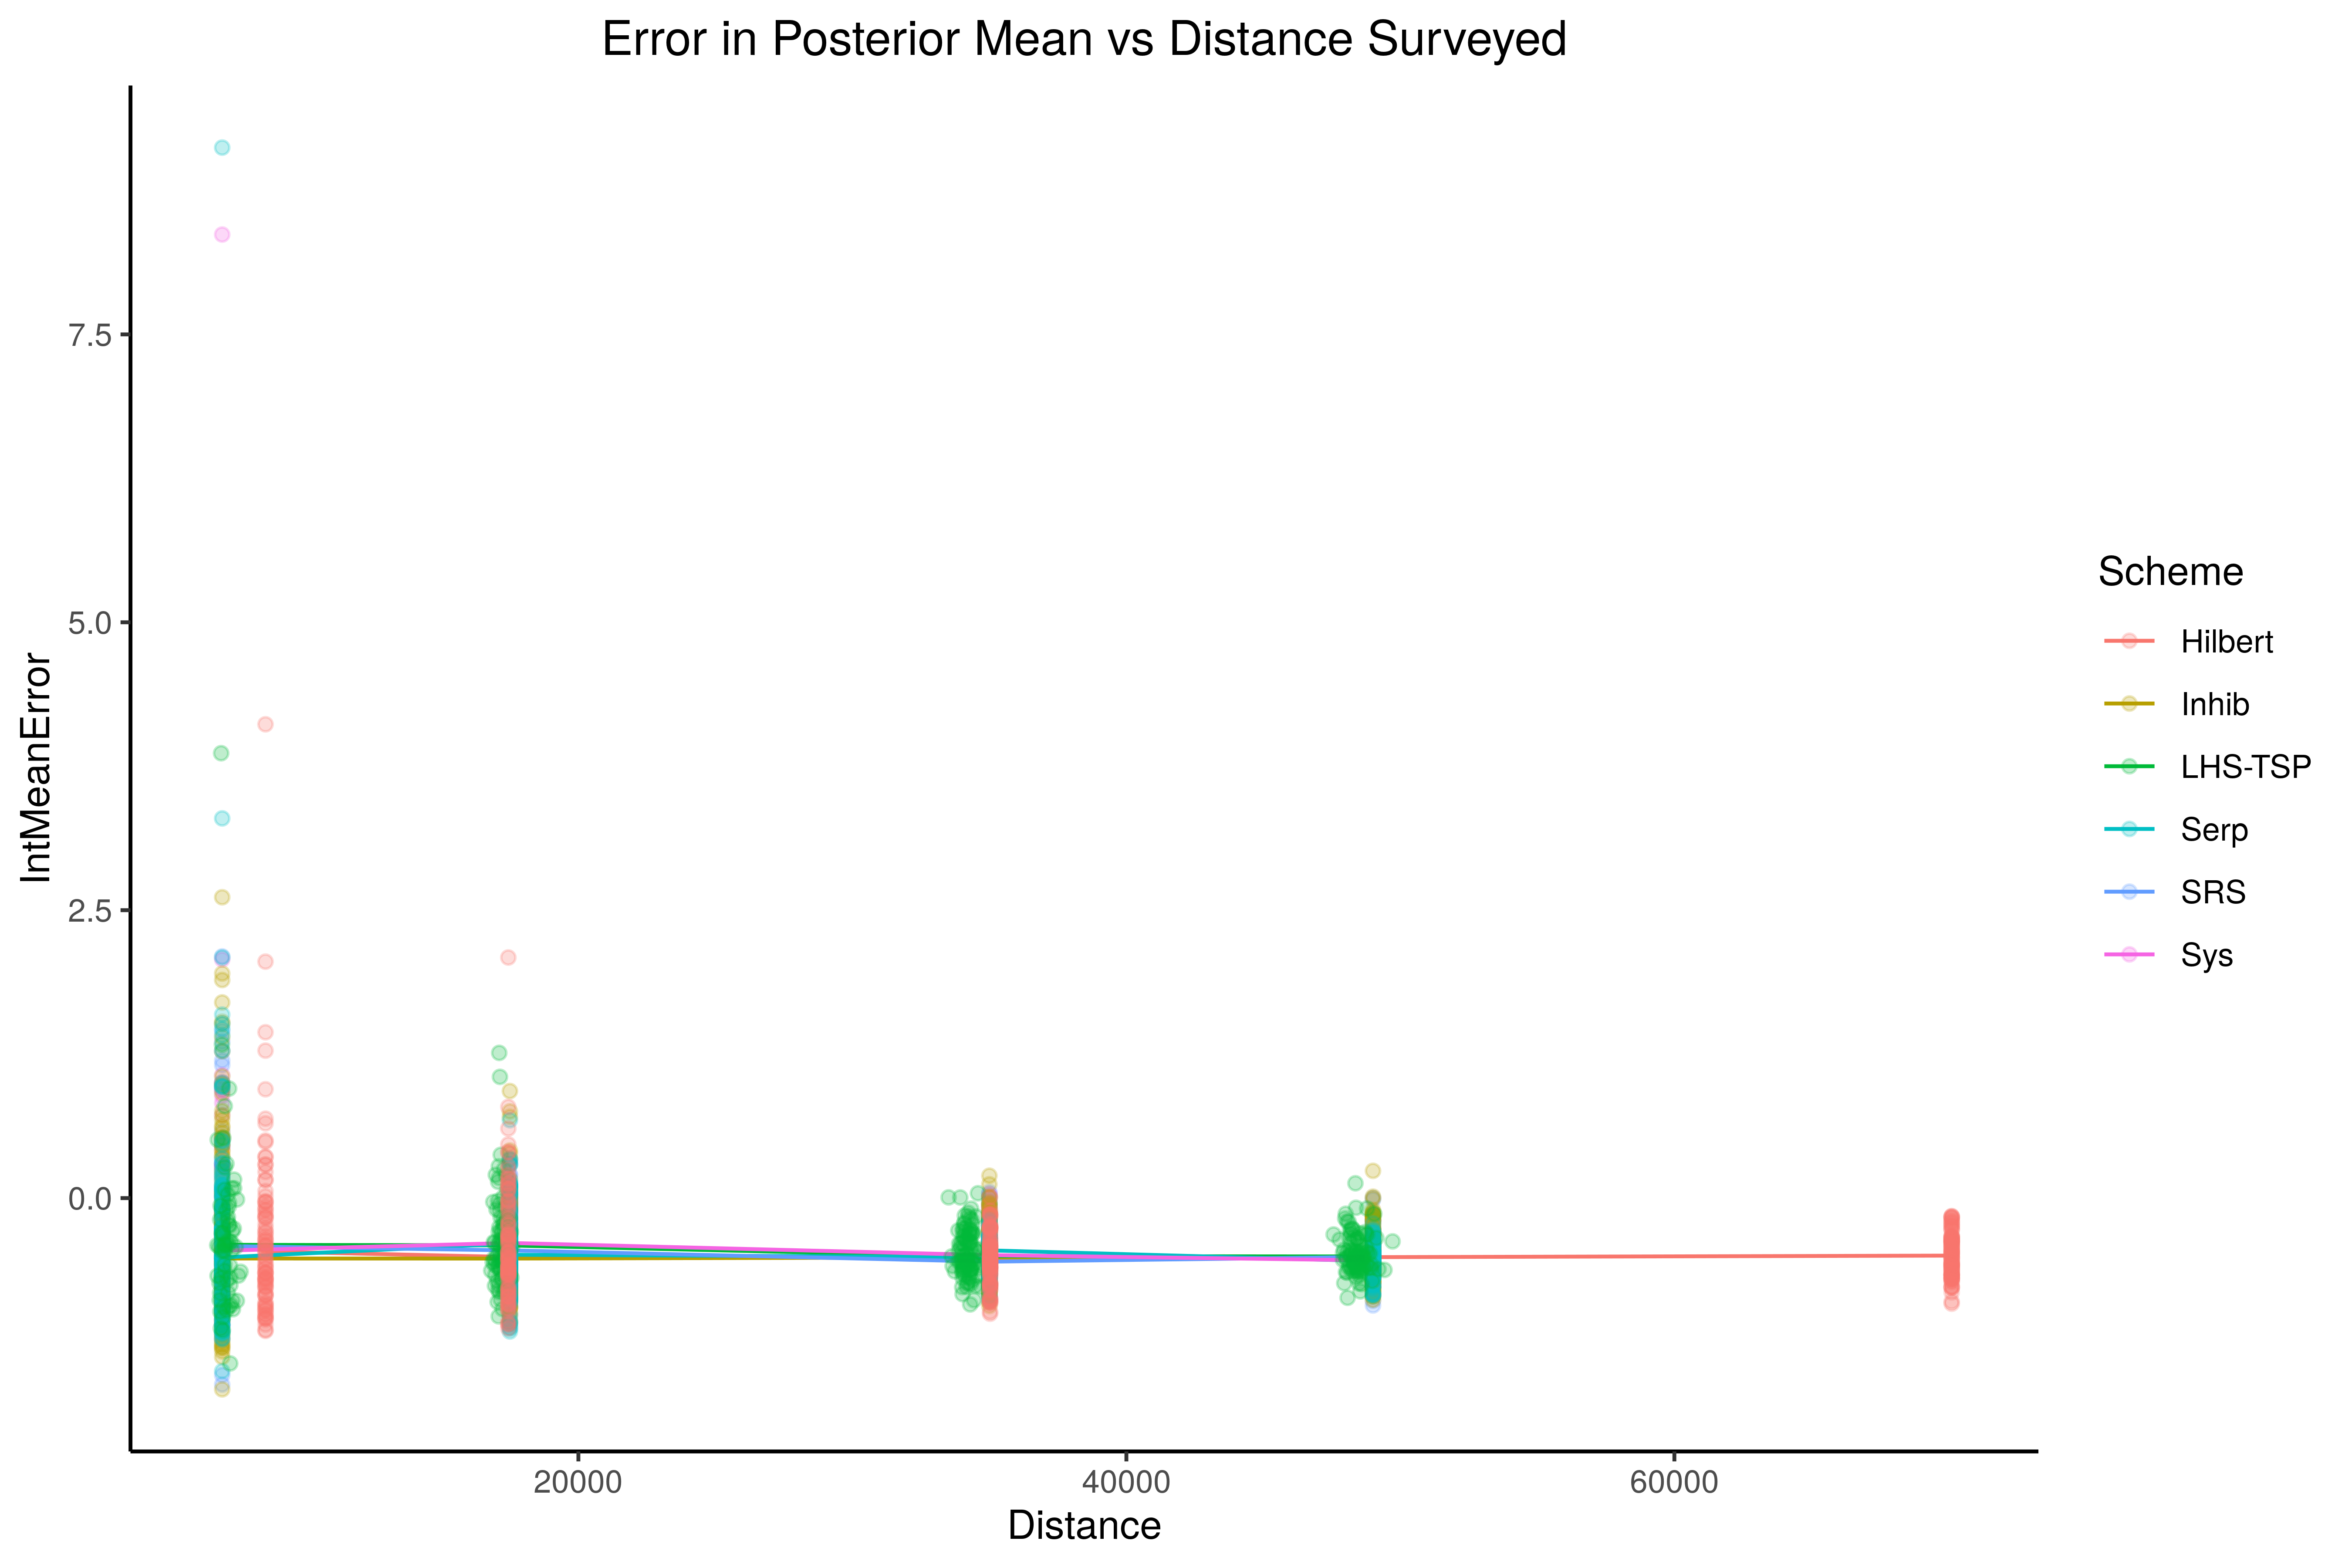 Error in Posterior Mean vs Distance Surveyed
IntMeanError
7.5
5.0
2.5
0.0
20000
40000
60000
Distance
Scheme
Hilbert
Inhib
LHS-TSP
Serp
SRS
Sys